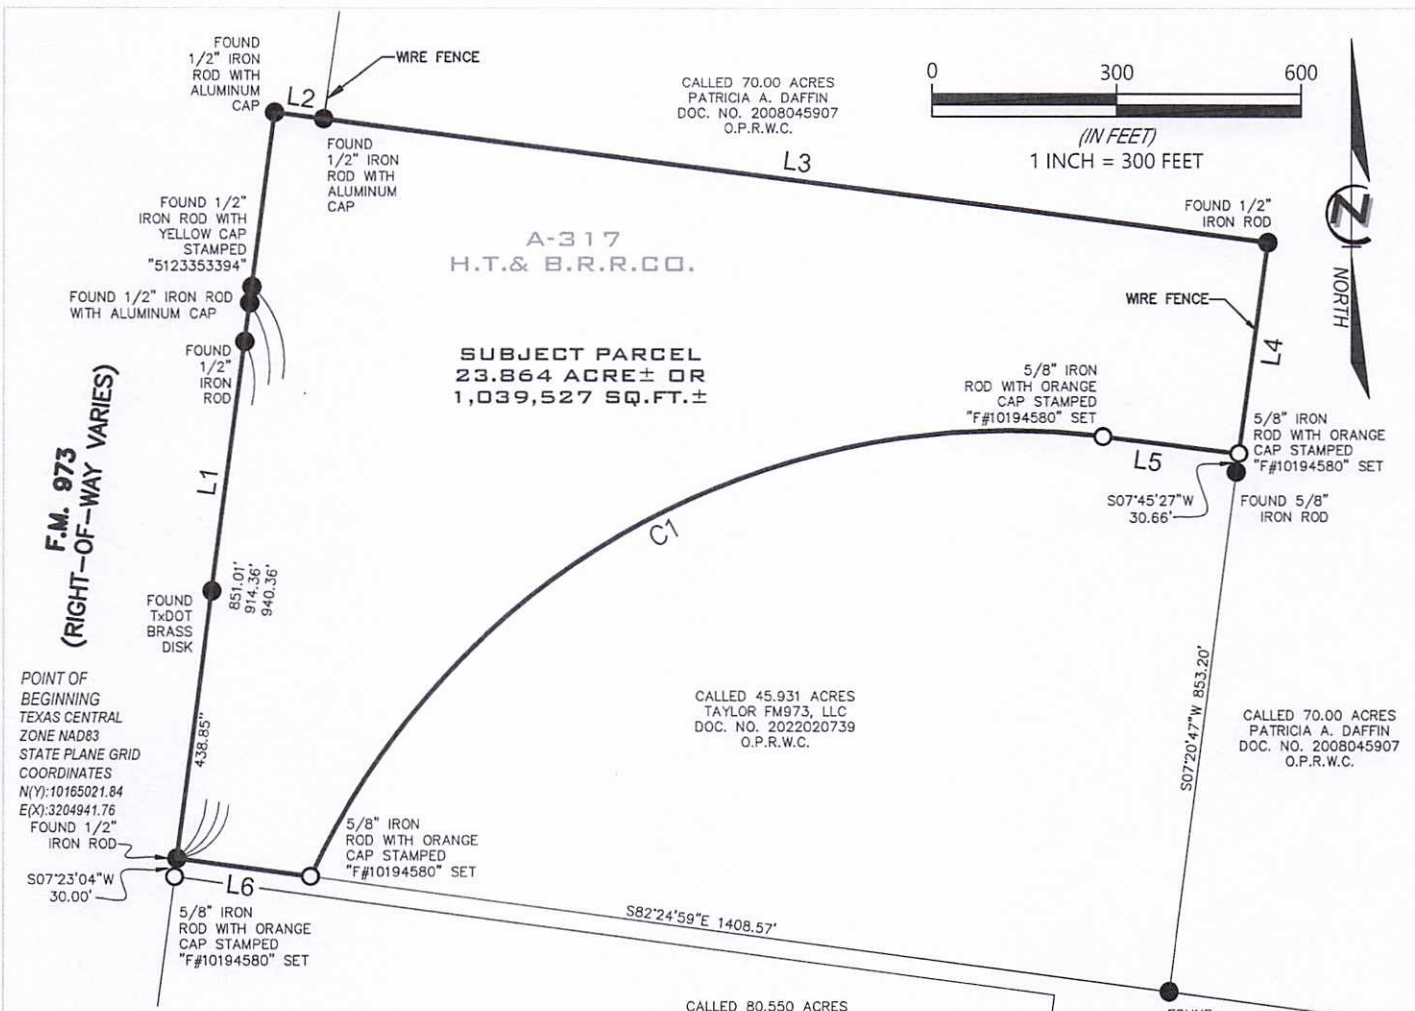 FOUND
1/2" IRON
ROD WITH
ALUMINUM
CAP
L2
WIRE FENCE
FOUND
1/2" IRON
ROD WITH
ALUMINUM
CAP
CALLED 70.00 ACRES
PATRICIA A. DAFFIN
DOC. NO. 2008045907
O.P.R.W.C.
L3
0 300 600
(IN FEET)
1 INCH = 300 FEET
N
NORTH
FOUND 1/2"
IRON ROD
FOUND 1/2"
IRON ROD WITH
YELLOW CAP
STAMPED
"5123353394"
FOUND 1/2" IRON ROD
WITH ALUMINUM CAP
FOUND
1/2"
IRON
ROD
A-317
H.T.& B.R.R.CO.
SUBJECT PARCEL
23.864 ACRE± OR
1,039,527 SQ.FT.±
WIRE FENCE
L4
5/8" IRON
ROD WITH ORANGE
CAP STAMPED
"F#10194580" SET
L5
5/8" IRON
ROD WITH ORANGE
CAP STAMPED
"F#10194580" SET
S07°45'27"W
30.66'
FOUND 5/8"
IRON ROD
F.M. 973
(RIGHT-OF-WAY VARIES)
L1
C1
851.01'
914.36'
940.36'
FOUND
TxDOT
BRASS
DISK
438.85"
POINT OF
BEGINNING
TEXAS CENTRAL
ZONE NAD83
STATE PLANE GRID
COORDINATES
N(Y):10165021.84
E(X):3204941.76
FOUND 1/2"
IRON ROD
S07°23'04"W
30.00'
L6
5/8" IRON
ROD WITH ORANGE
CAP STAMPED
"F#10194580" SET
5/8" IRON
ROD WITH ORANGE
CAP STAMPED
"F#10194580" SET
CALLED 45.931 ACRES
TAYLOR FM973, LLC
DOC. NO. 2022020739
O.P.R.W.C.
S07°20'47"W 853.20'
CALLED 70.00 ACRES
PATRICIA A. DAFFIN
DOC. NO. 2008045907
O.P.R.W.C.
S82°24'59"E 1408.57'
CALLED 80.550 ACRES
FOUND